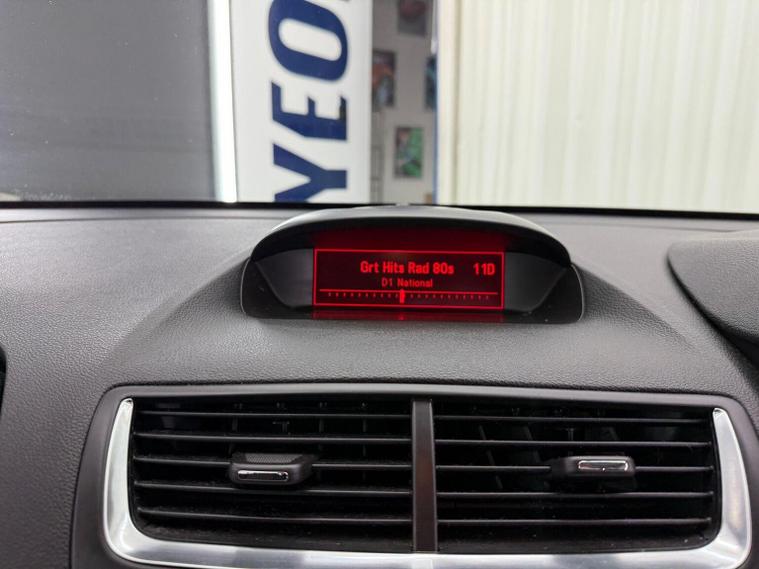 YEO
Grt Hits Rad 80s 11D
D1 National